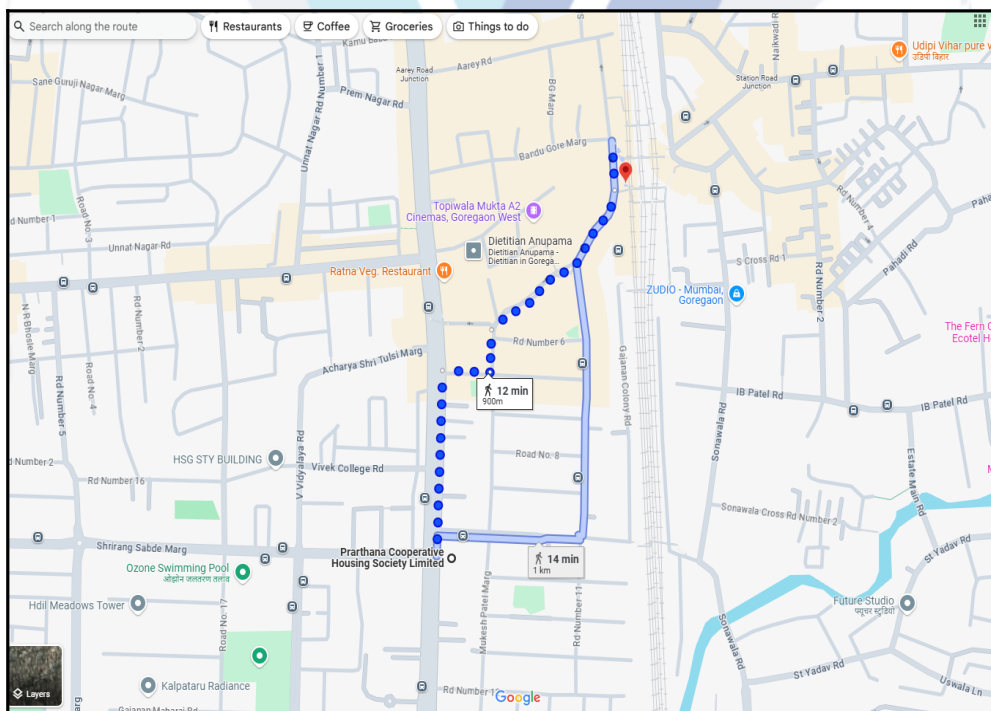 Search along the route
Restaurants
Coffee
Groceries
Things to do
Aarey Road
Junction
Aarey Rd
Sane Guruji Nagar Marg
Prem Nagar Rd
Unnat Nagar Rd Number 1
BG Marg
Bandu Gore Marg
Naikwadi Rd
Station Road
Junction
Udipi Vihar pure v
उडिपी विहार
Topiwala Mukta A2
Cinemas, Goregaon West
Rd Number 4
Road No. 3
d Number 1
Unnat Nagar Rd
Dietitian Anupama
Dietitian Anupama -
Dietitian in Gorega...
Ratna Veg. Restaurant
S Cross Rd 1
Pahadi Rd
ZUDIO - Mumbai,
Goregaon
Rd Number 2
The Fern G
Ecotel H
N R Bhosle Marg
Rd Number 2
Acharya Shri Tulsi Marg
Rd Number 6
Gajanan Colony Rd
Rd Number 5
Road No. 4
12 min
900m
IB Patel Rd
IB Patel Rd
Sonawala Rd
V Vidyalaya Rd
d Number 2
HSG STY BUILDING
Vivek College Rd
Road No. 8
Rd Number 16
Estate Main Rd
Sonawala Cross Rd Number 2
Shrirang Sabde Marg
Prarthana Cooperative
Housing Society Limited
14 min
1 km
St Yadav Rd
Ozone Swimming Pool
ओझोन जलतरण तलाव
Hdil Meadows Tower
Road No. 17
Mukesh Patel Marg
Rd Number 11
Future Studio
फ्यूचर स्टुडियो
Sonawala Rd
St Yadav Rd
Uswala Ln
Layers
Kalpataru Radiance
Rd Number 1
Google
Gajanan Maharaj Rd
Marg